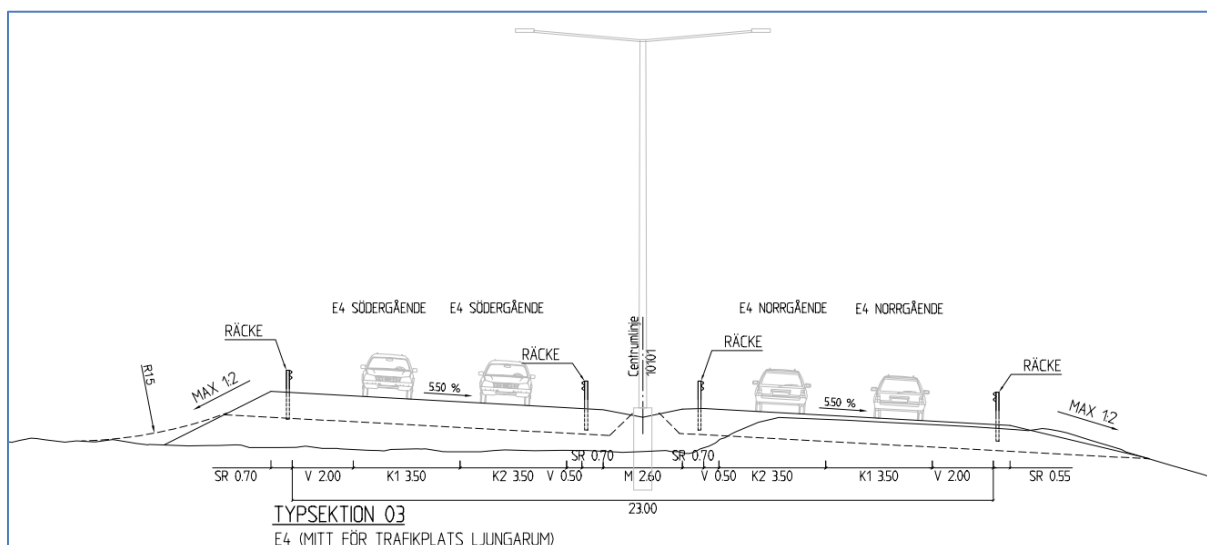 E4 SÖDERGÅENDE E4 SÖDERGÅENDE E4 NORRGÅENDE E4 NORRGÅENDE
RÄCKE
RÄCKE
Centrumlinje
10101
RÄCKE
RÄCKE
R15
MAX 1:2
5.50 %
5.50 %
MAX 1:2
SR 0.70 V 2.00 K1 3.50 K2 3.50 V 0.50 SR 0.70 M 2.60 SR 0.70 V 0.50 K2 3.50 K1 3.50 V 2.00 SR 0.55
23.00
TYPSEKTION 03
E4 (MITT FÖR TRAFIKPLATS LJUNGARUM)